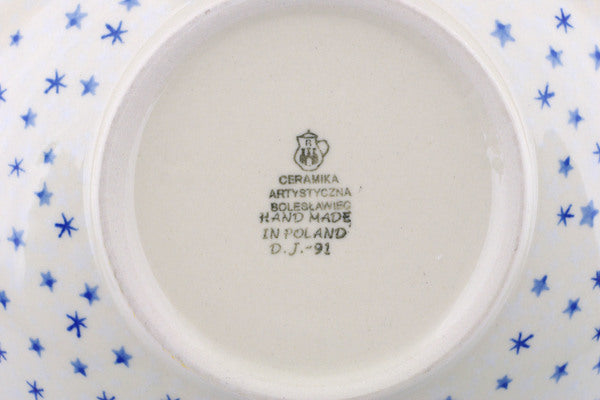 CERAMIKA
ARTYSTYCZNA
BOLESŁAWIEC
HAND MADE
IN POLAND
D.J.-91